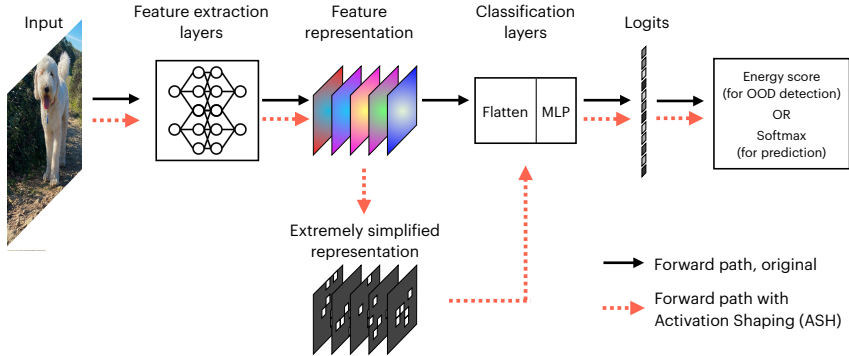 Input
Feature extraction
layers
Feature
representation
Classification
layers
Logits
Flatten
MLP
Energy score
(for OOD detection)
OR
Softmax
(for prediction)
Extremely simplified
representation
Forward path, original
Forward path with
Activation Shaping (ASH)